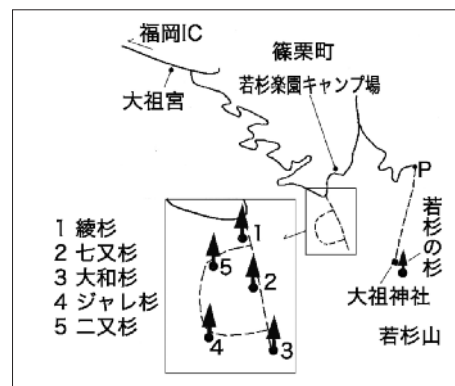 福岡IC
篠栗町
若杉楽園キャンプ場
大祖宮
P
若杉の杉
大祖神社
若杉山
1 綾杉
2 七又杉
3 大和杉
4 ジャレ杉
5 二又杉
1
5
2
4
3